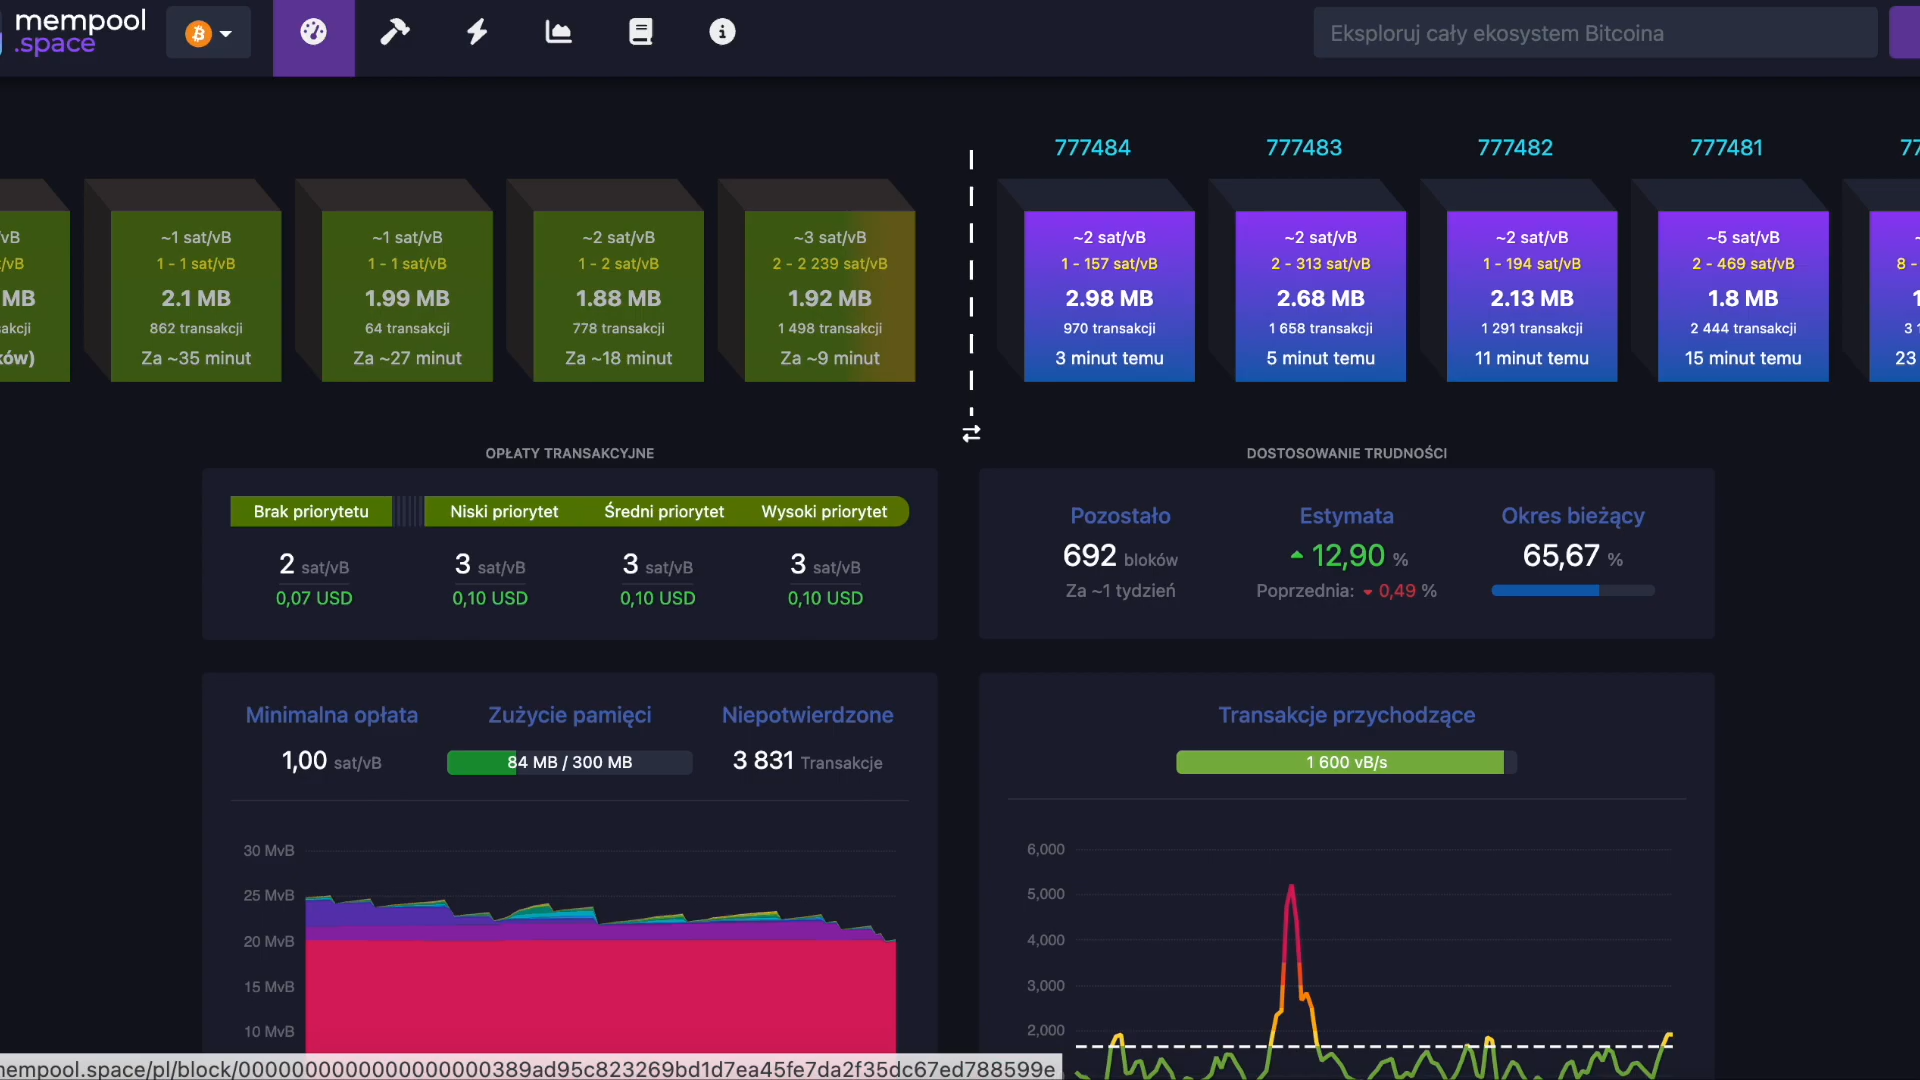 mempool
.space
Eksploruj cały ekosystem Bitcoina
777484
777483
777482
777481
~1 sat/vB
1 - 1 sat/vB
2.1 MB
862 transakcji
Za ~35 minut
~1 sat/vB
1 - 1 sat/vB
1.99 MB
64 transakcji
Za ~27 minut
~2 sat/vB
1 - 2 sat/vB
1.88 MB
778 transakcji
Za ~18 minut
~3 sat/vB
2 - 2 239 sat/vB
1.92 MB
1 498 transakcji
Za ~9 minut
~2 sat/vB
1 - 157 sat/vB
2.98 MB
970 transakcji
3 minut temu
~2 sat/vB
2 - 313 sat/vB
2.68 MB
1 658 transakcji
5 minut temu
~2 sat/vB
1 - 194 sat/vB
2.13 MB
1 291 transakcji
11 minut temu
~5 sat/vB
2 - 469 sat/vB
1.8 MB
2 444 transakcji
15 minut temu
OPŁATY TRANSAKCYJNE
Brak priorytetu
Niski priorytet
Średni priorytet
Wysoki priorytet
2 sat/vB
3 sat/vB
3 sat/vB
3 sat/vB
0,07 USD
0,10 USD
0,10 USD
0,10 USD
DOSTOSOWANIE TRUDNOŚCI
Pozostało
Estymata
Okres bieżący
692 bloków
12,90 %
65,67 %
Za ~1 tydzień
Poprzednia: 0,49 %
Minimalna opłata
Zużycie pamięci
Niepotwierdzone
1,00 sat/vB
84 MB / 300 MB
3 831 Transakcje
30 MvB
25 MvB
20 MvB
15 MvB
10 MvB
Transakcje przychodzące
1 600 vB/s
6,000
5,000
4,000
3,000
2,000
mempool.space/pl/block/0000000000000000000389ad95c823269bd1d7ea45fe7da2f35dc67ed788599e